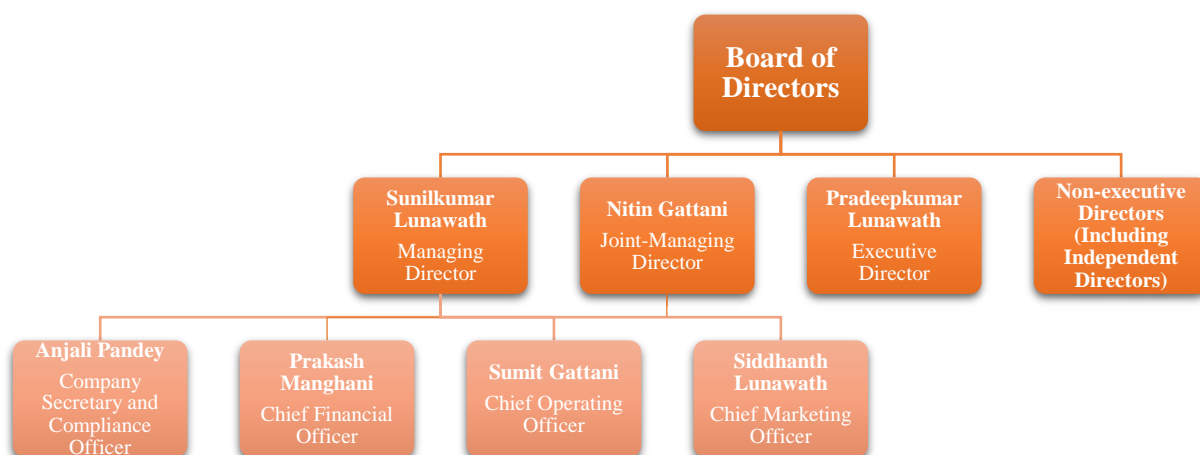 Board of
Directors
Sunilkumar
Lunawath
Managing
Director
Nitin Gattani
Joint-Managing
Director
Pradeepkumar
Lunawath
Executive
Director
Non-executive
Directors
(Including
Independent
Directors)
Anjali Pandey
Company
Secretary and
Compliance
Officer
Prakash
Manghani
Chief Financial
Officer
Sumit Gattani
Chief Operating
Officer
Siddhanth
Lunawath
Chief Marketing
Officer